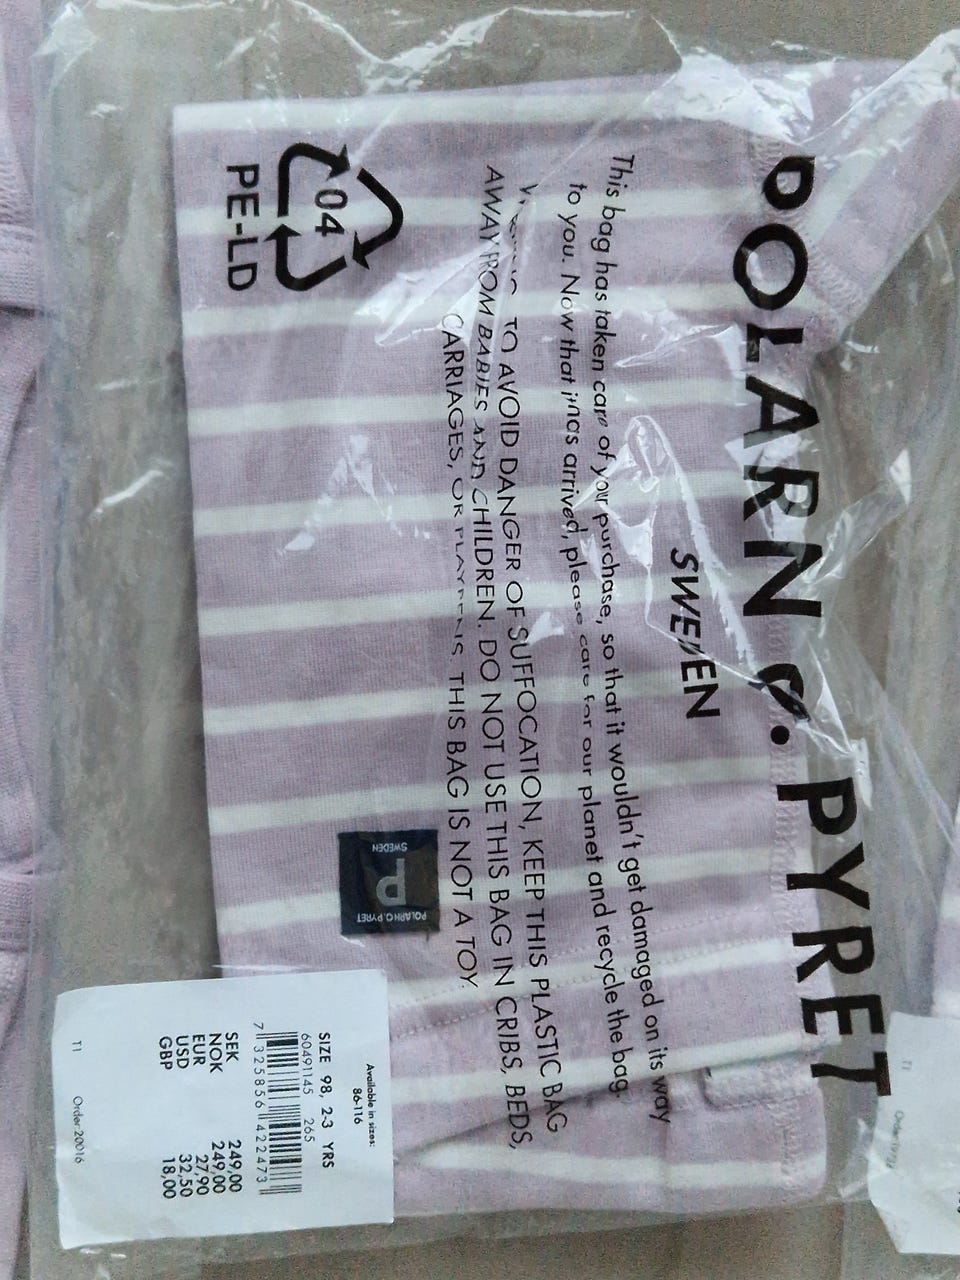 POLARN O. PYRET
SWEDEN
This bag has taken care of your purchase, so that it wouldn't get damaged on its way
to you. Now that it has arrived, please care for our planet and recycle the bag.
TO AVOID DANGER OF SUFFOCATION, KEEP THIS PLASTIC BAG
AWAY FROM BABIES AND CHILDREN. DO NOT USE THIS BAG IN CRIBS, BEDS,
CARRIAGES, OR PLAYPENS. THIS BAG IS NOT A TOY.
04
PE-LD
POLARN O. PYRET
P
SWEDEN
Available in sizes:
86-116
SIZE 98, 2-3 YRS
60491145 265
7 325856 422473
SEK 249,00
NOK 249,00
EUR 27,90
USD 32,50
GBP 18,00
T1 Order 20016
T1